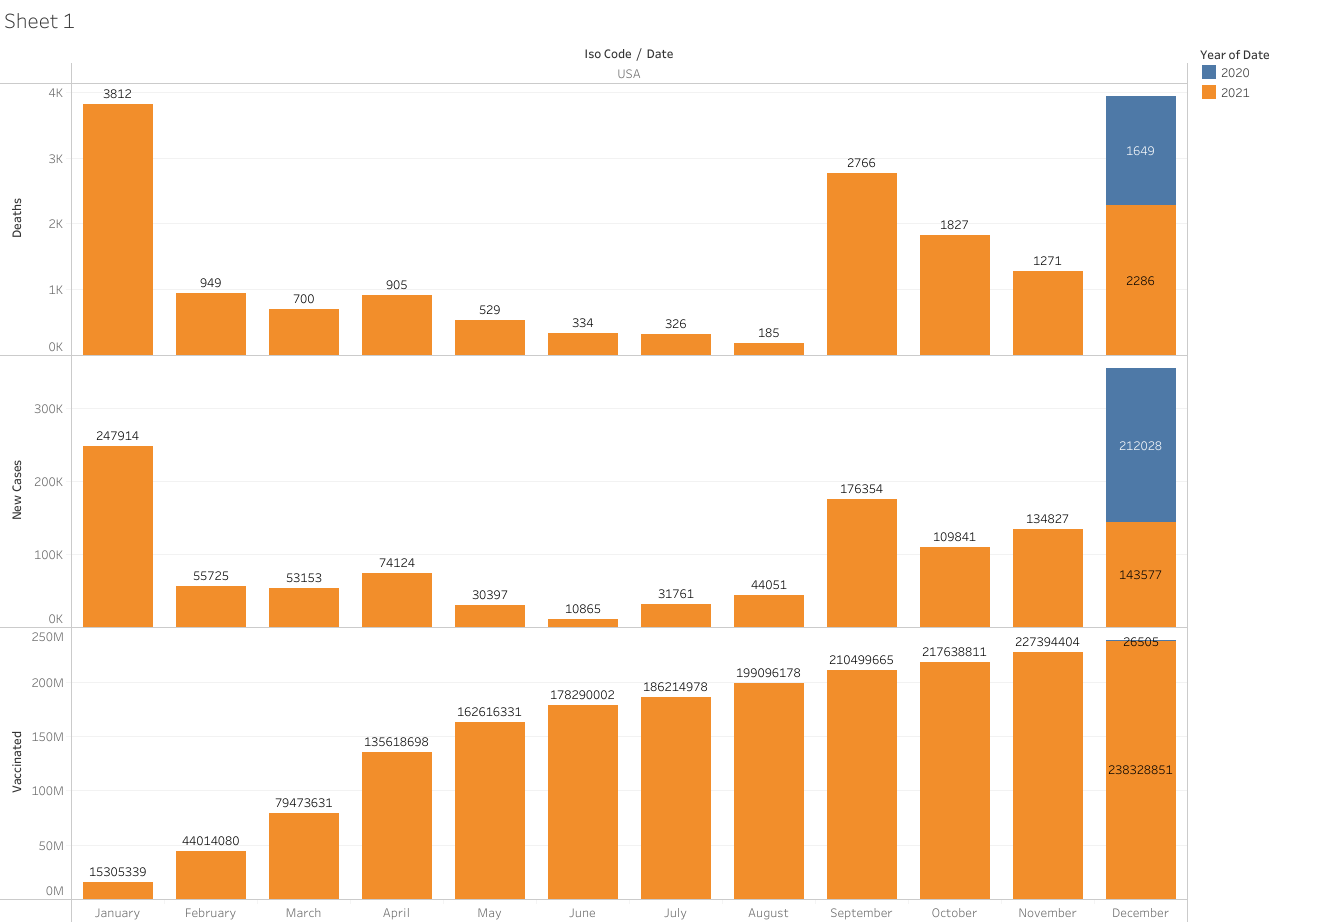 Sheet 1
Iso Code / Date
USA
Year of Date
2020
2021
Deaths
4K
3K
2K
1K
0K
3812
949
700
905
529
334
326
185
2766
1827
1271
1649
2286
New Cases
300K
200K
100K
0K
247914
55725
53153
74124
30397
10865
31761
44051
176354
109841
134827
212028
143577
Vaccinated
250M
200M
150M
100M
50M
0M
15305339
44014080
79473631
135618698
162616331
178290002
186214978
199096178
210499665
217638811
227394404
26505
238328851
January February March April May June July August September October November December